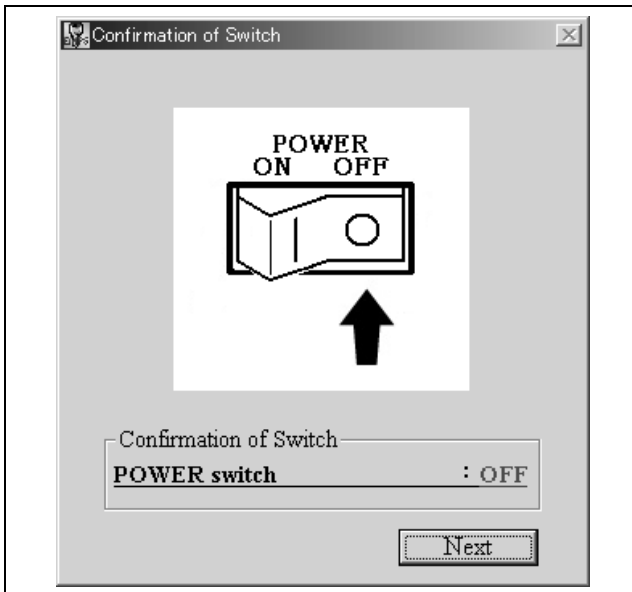 Confirmation of Switch
POWER
ON OFF
Confirmation of Switch
POWER switch : OFF
Next